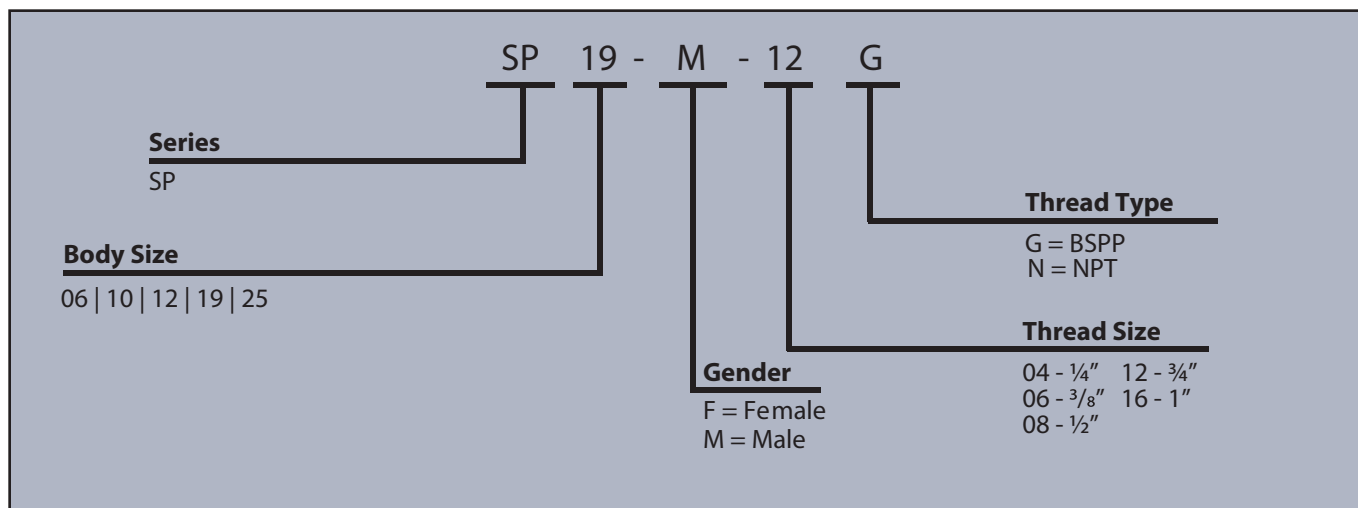 SP 19 - M - 12 G
Series
SP
Body Size
06 | 10 | 12 | 19 | 25
Gender
F = Female
M = Male
Thread Type
G = BSPP
N = NPT
Thread Size
04 - ¼" 12 - ¾"
06 - ³/₈" 16 - 1"
08 - ½"